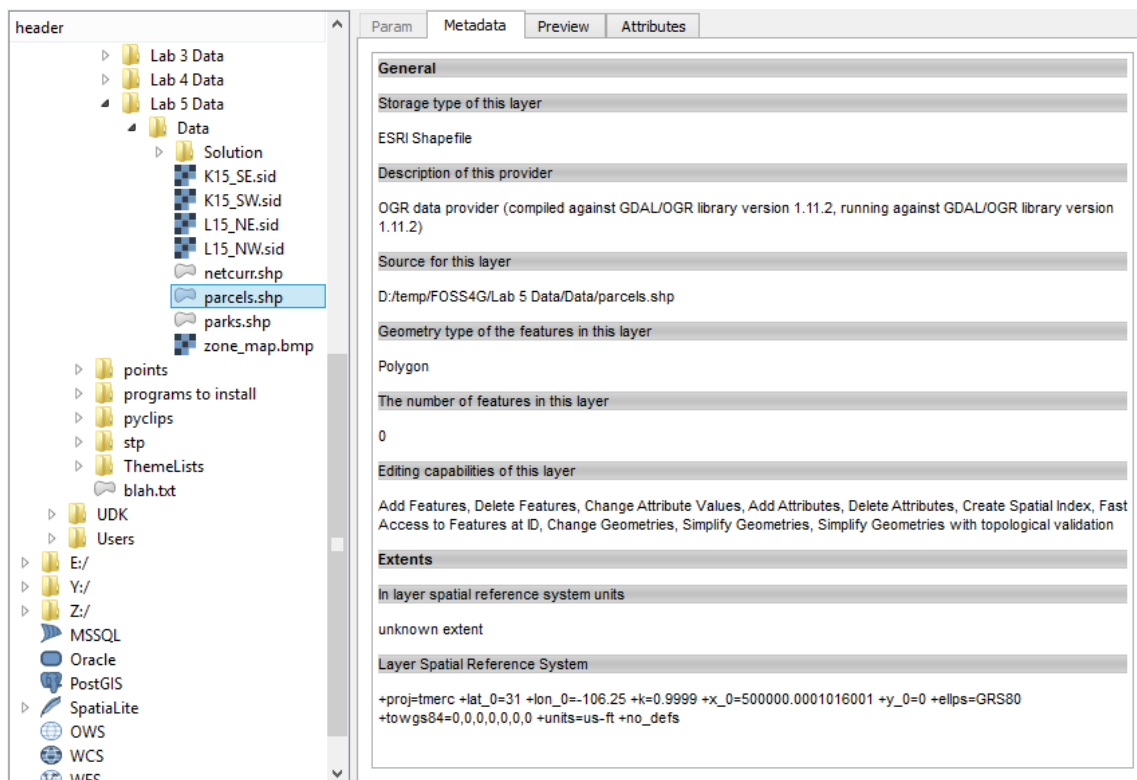 header
Lab 3 Data
Lab 4 Data
Lab 5 Data
Data
Solution
K15_SE.sid
K15_SW.sid
L15_NE.sid
L15_NW.sid
netcurr.shp
parcels.shp
parks.shp
zone_map.bmp
points
programs to install
pyclips
stp
ThemeLists
blah.txt
UDK
Users
E:/
Y:/
Z:/
MSSQL
Oracle
PostGIS
SpatiaLite
OWS
WCS
WFS
Param Metadata Preview Attributes
General
Storage type of this layer
ESRI Shapefile
Description of this provider
OGR data provider (compiled against GDAL/OGR library version 1.11.2, running against GDAL/OGR library version
1.11.2)
Source for this layer
D:/temp/FOSS4G/Lab 5 Data/Data/parcels.shp
Geometry type of the features in this layer
Polygon
The number of features in this layer
0
Editing capabilities of this layer
Add Features, Delete Features, Change Attribute Values, Add Attributes, Delete Attributes, Create Spatial Index, Fast
Access to Features at ID, Change Geometries, Simplify Geometries, Simplify Geometries with topological validation
Extents
In layer spatial reference system units
unknown extent
Layer Spatial Reference System
+proj=tmerc +lat_0=31 +lon_0=-106.25 +k=0.9999 +x_0=500000.0001016001 +y_0=0 +ellps=GRS80
+towgs84=0,0,0,0,0,0,0 +units=us-ft +no_defs